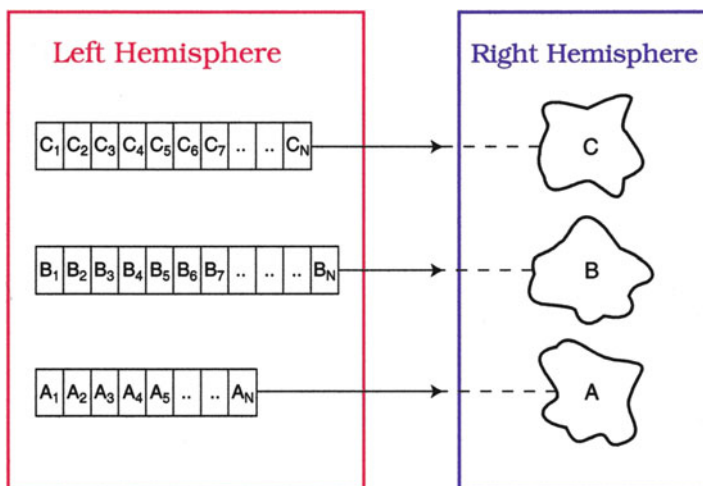 Left Hemisphere
Right Hemisphere
C1 C2 C3 C4 C5 C6 C7 .. .. CN
C
B1 B2 B3 B4 B5 B6 B7 .. .. . BN
B
A1 A2 A3 A4 A5 .. .. AN
A